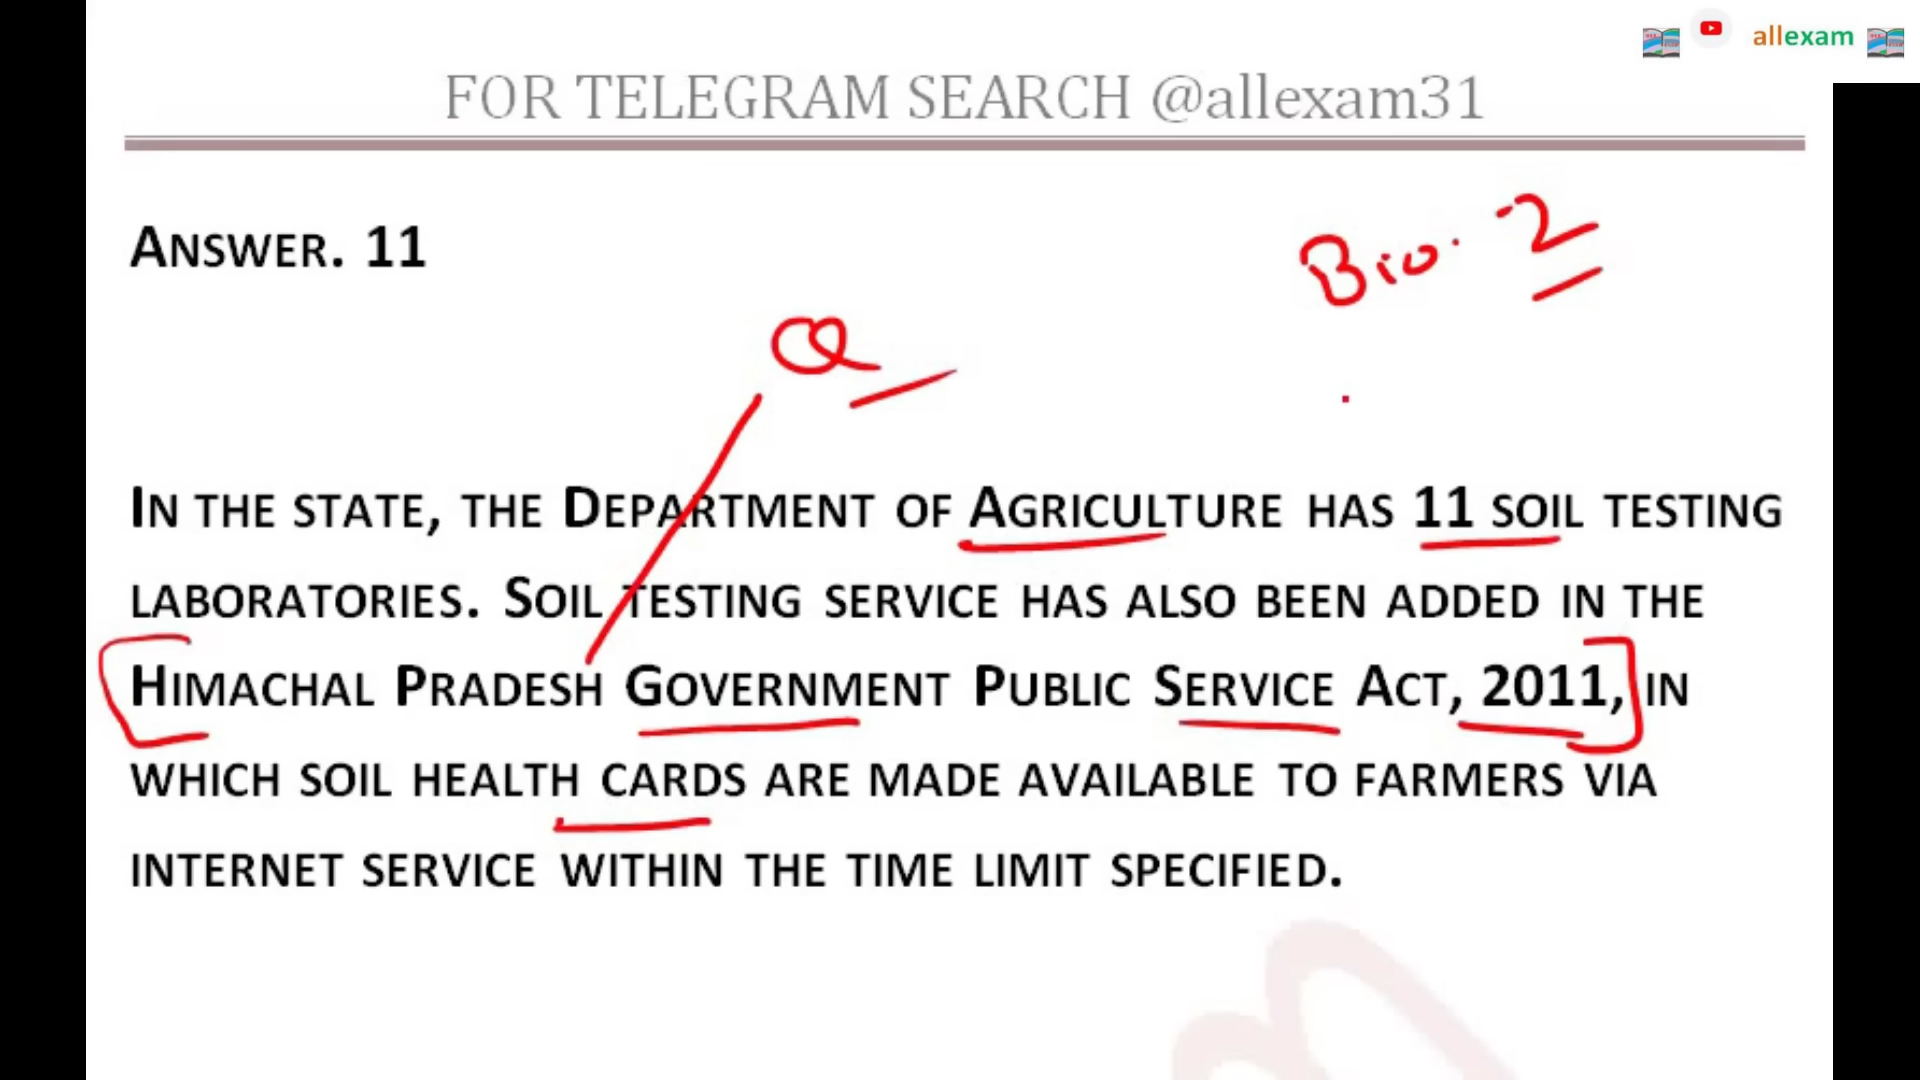 allexam
FOR TELEGRAM SEARCH @allexam31
ANSWER. 11
Bio. 2
Q
IN THE STATE, THE DEPARTMENT OF AGRICULTURE HAS 11 SOIL TESTING
LABORATORIES. SOIL TESTING SERVICE HAS ALSO BEEN ADDED IN THE
HIMACHAL PRADESH GOVERNMENT PUBLIC SERVICE ACT, 2011, IN
WHICH SOIL HEALTH CARDS ARE MADE AVAILABLE TO FARMERS VIA
INTERNET SERVICE WITHIN THE TIME LIMIT SPECIFIED.